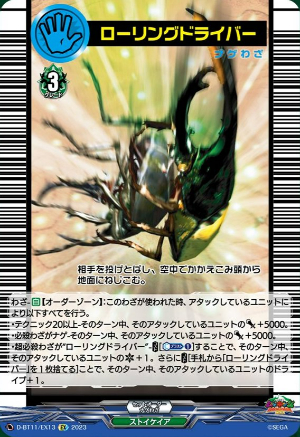 ローリングドライバー
ナゲわざ
3
グレード
相手を投げとばし、空中でかかえこみ頭から
地面にねじこむ。
わざ-【オーダーゾーン】:このわざが使われた時、アタックしているユニットに
より以下すべてを行う。
・テクニック20以上-そのターン中、そのアタックしているユニットの+5000。
・必殺わざがナゲ-そのターン中、そのアタックしているユニットの+5000。
・超必殺わざが"ローリングドライバー"-することで、そのターン中、
そのアタックしているユニットの+1。さらに手札から「ローリングドライバー」
を1枚捨てる]ことで、そのターン中、そのアタックしているユニットのド
ライブ+1。
ストイケイア
D-BT11/EX13 EX 2023
©SEGA